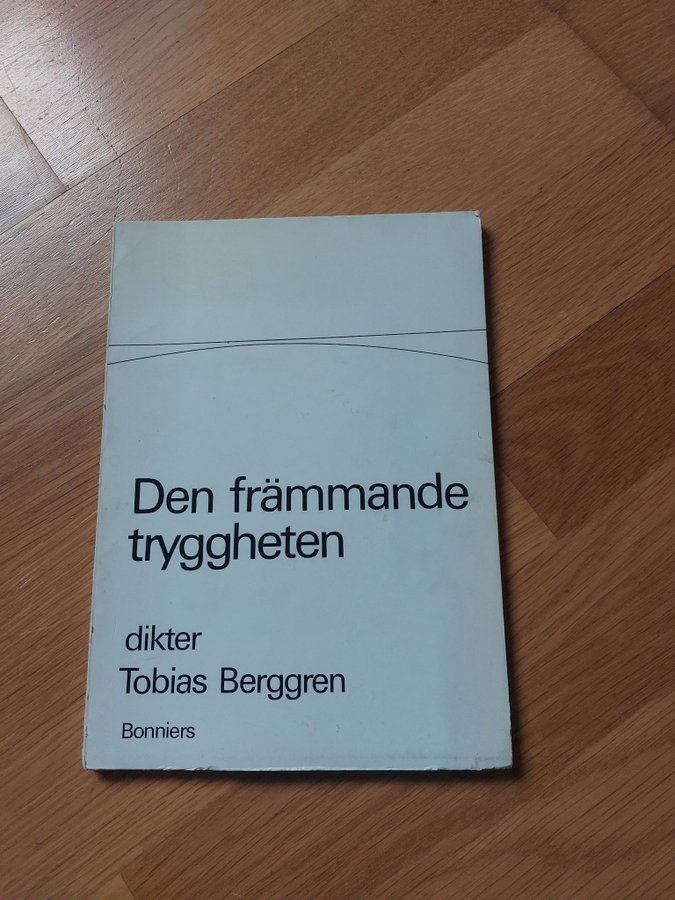 Den främmande
tryggheten
dikter
Tobias Berggren
Bonniers